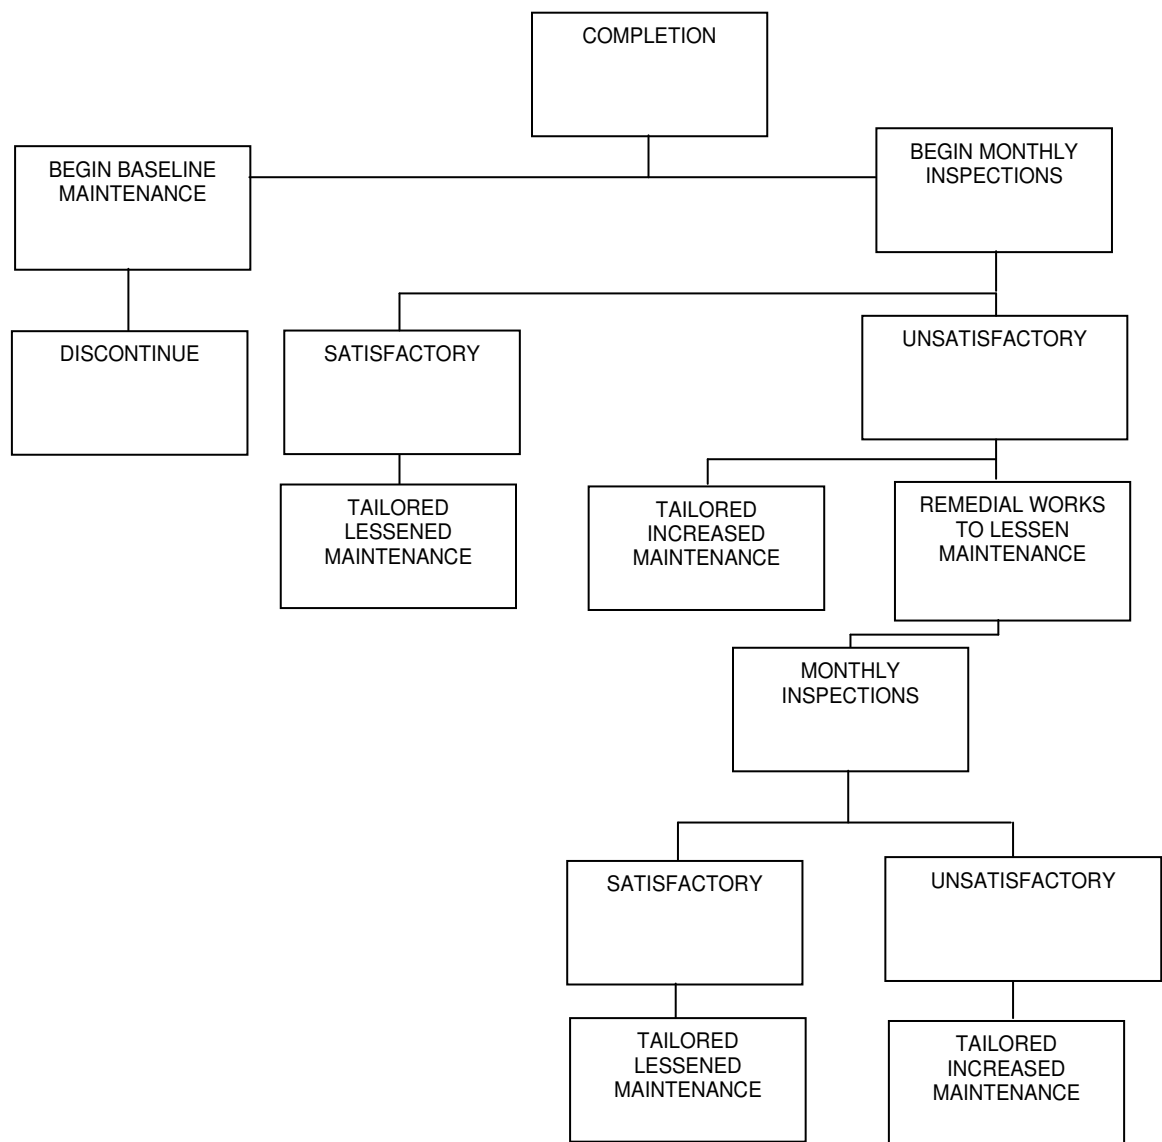 COMPLETION
BEGIN BASELINE
MAINTENANCE
BEGIN MONTHLY
INSPECTIONS
DISCONTINUE
SATISFACTORY
UNSATISFACTORY
TAILORED
LESSENED
MAINTENANCE
TAILORED
INCREASED
MAINTENANCE
REMEDIAL WORKS
TO LESSEN
MAINTENANCE
MONTHLY
INSPECTIONS
SATISFACTORY
UNSATISFACTORY
TAILORED
LESSENED
MAINTENANCE
TAILORED
INCREASED
MAINTENANCE